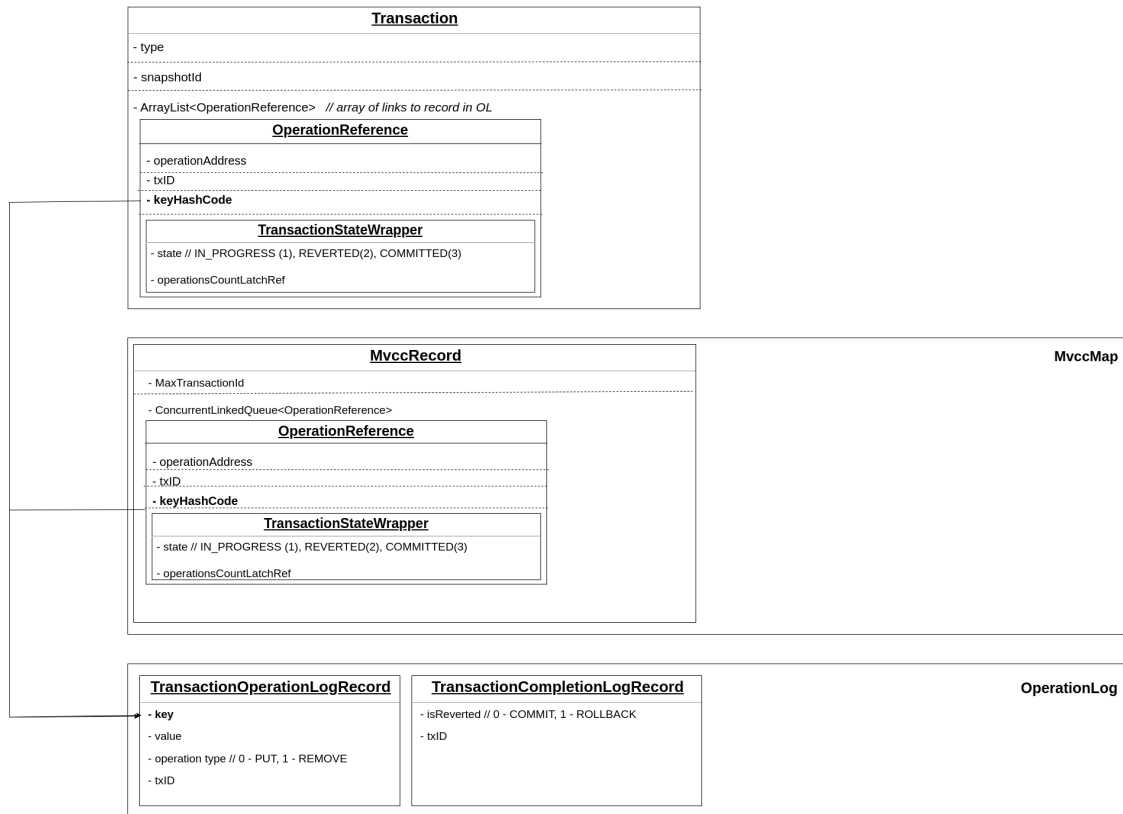 Transaction
- type
- snapshotId
- ArrayList<OperationReference> // array of links to record in OL
OperationReference
- operationAddress
- txID
- keyHashCode
TransactionStateWrapper
- state // IN_PROGRESS (1), REVERTED(2), COMMITTED(3)
- operationsCountLatchRef
MvccRecord
MvccMap
- MaxTransactionId
- ConcurrentLinkedQueue<OperationReference>
OperationReference
- operationAddress
- txID
- keyHashCode
TransactionStateWrapper
- state // IN_PROGRESS (1), REVERTED(2), COMMITTED(3)
- operationsCountLatchRef
OperationLog
TransactionOperationLogRecord
- key
- value
- operation type // 0 - PUT, 1 - REMOVE
- txID
TransactionCompletionLogRecord
- isReverted // 0 - COMMIT, 1 - ROLLBACK
- txID